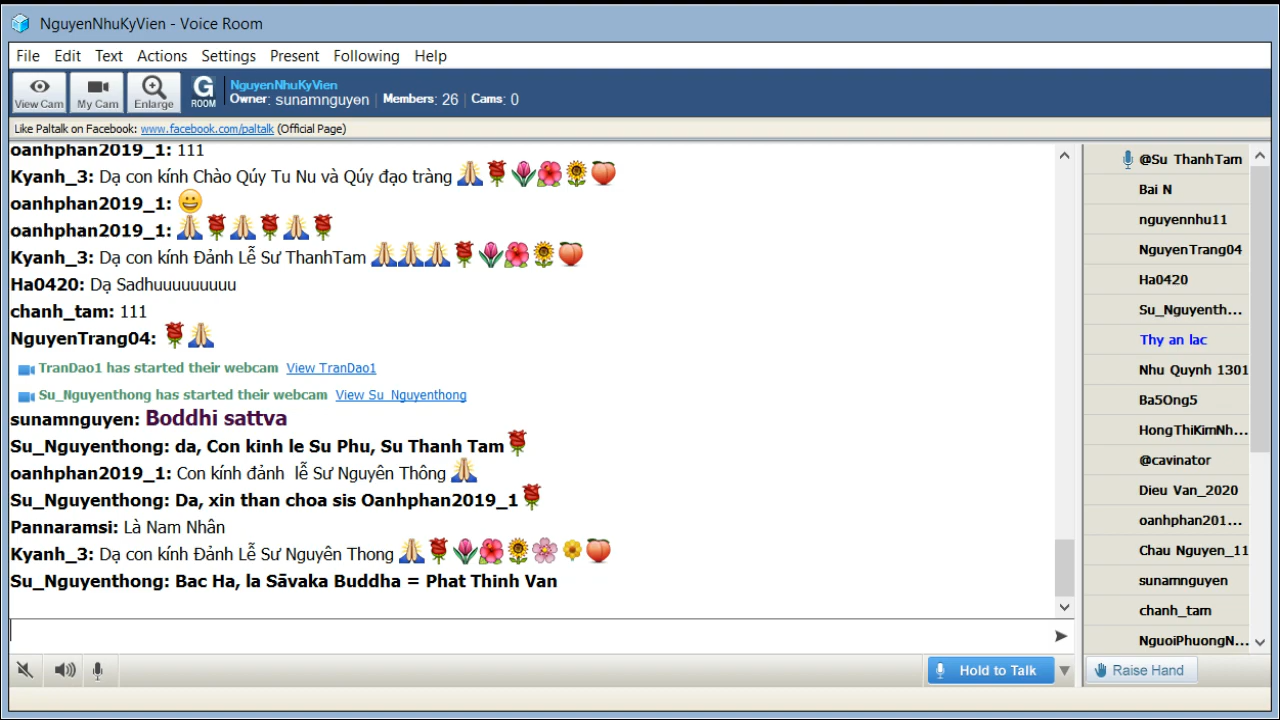 NguyenNhuKyVien - Voice Room
File Edit Text Actions Settings Present Following Help
View Cam My Cam Enlarge G ROOM
NguyenNhuKyVien
Owner: sunamnguyen Members: 26 Cams: 0
Like Paltalk on Facebook: www.facebook.com/paltalk (Official Page)
oanhphan2019_1: 111
Kyanh_3: Dạ con kính Chào Qúy Tu Nu và Qúy đạo tràng 🙏🌹🌷🌺🌻🍑
oanhphan2019_1: 😀
oanhphan2019_1: 🙏🌹🙏🌹🙏🌹
Kyanh_3: Dạ con kính Đảnh Lễ Sư ThanhTam 🙏🙏🙏🌹🌷🌺🌻🍑
Ha0420: Dạ Sadhuuuuuuuuu
chanh_tam: 111
NguyenTrang04: 🌹🙏
TranDao1 has started their webcam View TranDao1
Su_Nguyenthong has started their webcam View Su_Nguyenthong
sunamnguyen: Boddhi sattva
Su_Nguyenthong: da, Con kinh le Su Phu, Su Thanh Tam🌹
oanhphan2019_1: Con kính đảnh lễ Sư Nguyên Thông 🙏
Su_Nguyenthong: Da, xin than choa sis Oanhphan2019_1🌹
Pannaramsi: Là Nam Nhân
Kyanh_3: Dạ con kính Đảnh Lễ Sư Nguyên Thong 🙏🌹🌷🌺🌻🌸🌼🍑
Su_Nguyenthong: Bac Ha, la Sāvaka Buddha = Phat Thinh Van
Hold to Talk
@Su ThanhTam
Bai N
nguyennhu11
NguyenTrang04
Ha0420
Su_Nguyenth...
Thy an lac
Nhu Quynh 1301
Ba5Ong5
HongThiKimNh...
@cavinator
Dieu Van_2020
oanhphan201...
Chau Nguyen_11
sunamnguyen
chanh_tam
NguoiPhuongN...
Raise Hand